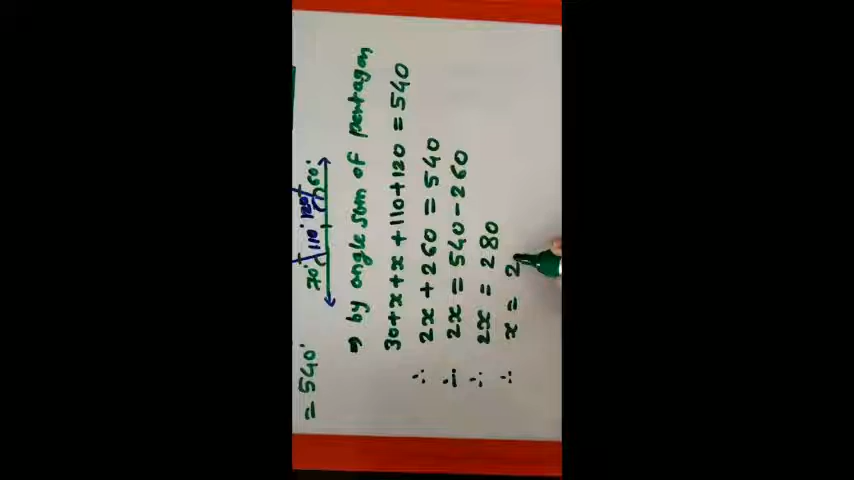 70° 110° 120° 60°
= 540°
⇒ by angle sum of pentagon
30+x+x+110+120 = 540
∴ 2x + 260 = 540
∴ 2x = 540 - 260
∴ 2x = 280
∴ x = 2